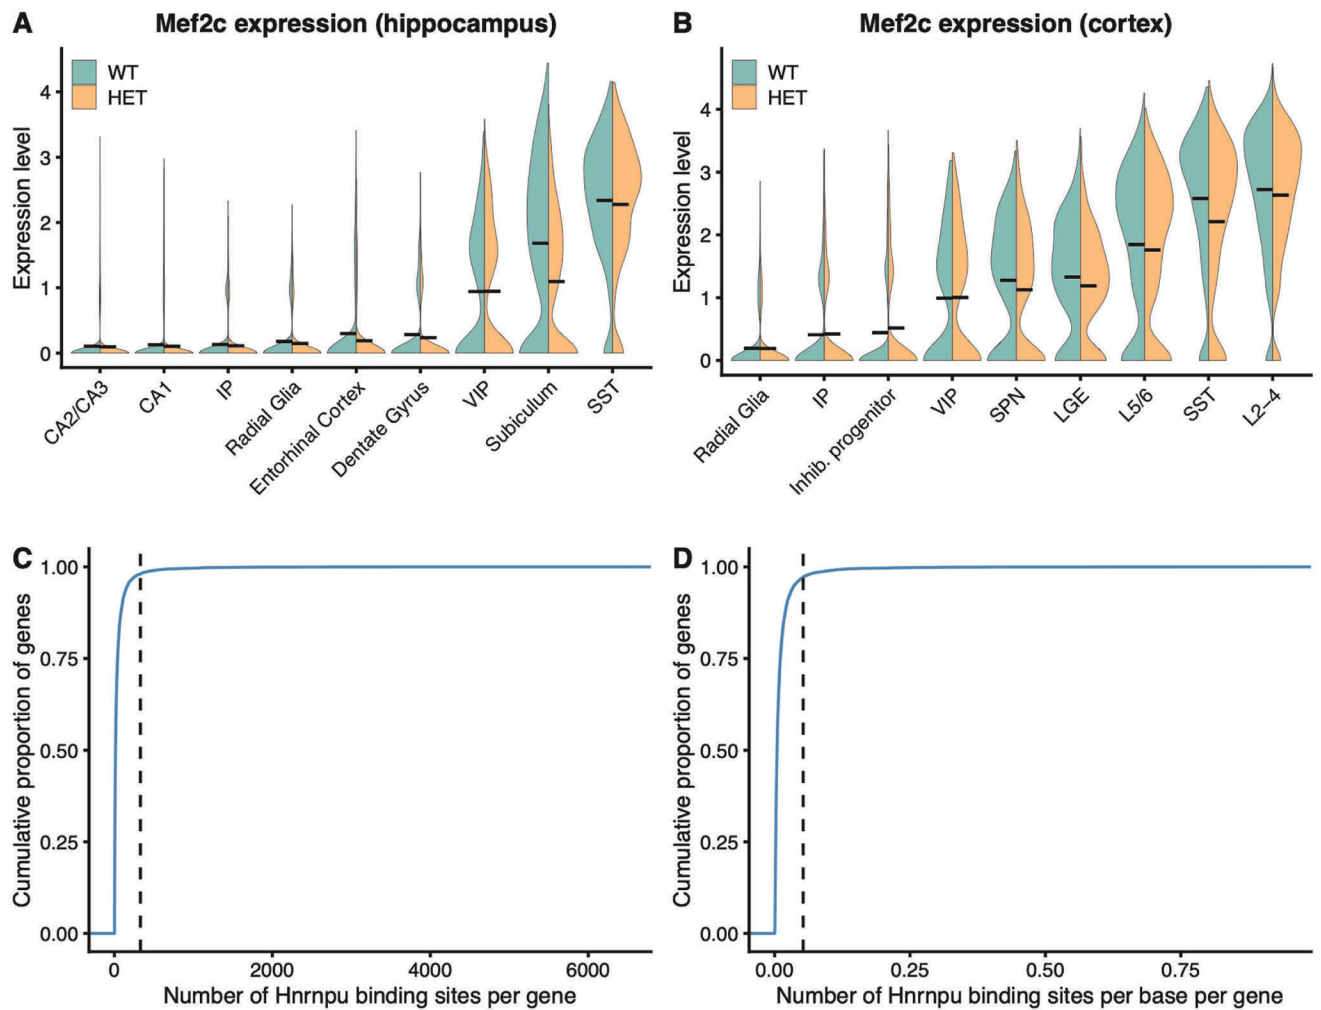 A Mef2c expression (hippocampus)
WT
HET
Expression level
4
3
2
1
0
CA2/CA3
CA1
IP
Radial Glia
Entorhinal Cortex
Dentate Gyrus
VIP
Subiculum
SST
B Mef2c expression (cortex)
WT
HET
Expression level
4
3
2
1
0
Radial Glia
IP
Inhib. progenitor
VIP
SPN
LGE
L5/6
SST
L2–4
C
Cumulative proportion of genes
1.00
0.75
0.50
0.25
0.00
0 2000 4000 6000
Number of Hnrnpu binding sites per gene
D
Cumulative proportion of genes
1.00
0.75
0.50
0.25
0.00
0.00 0.25 0.50 0.75
Number of Hnrnpu binding sites per base per gene